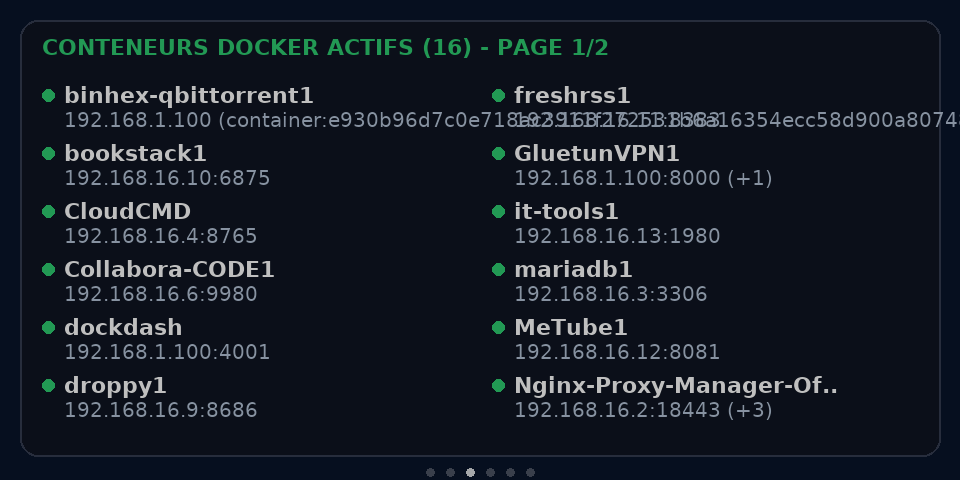 CONTENEURS DOCKER ACTIFS (16) - PAGE 1/2
binhex-qbittorrent1
192.168.1.100
bookstack1
192.168.16.10:6875
CloudCMD
192.168.16.4:8765
Collabora-CODE1
192.168.16.6:9980
dockdash
192.168.1.100:4001
droppy1
192.168.16.9:8686
freshrss1
GluetunVPN1
192.168.1.100:8000 (+1)
it-tools1
192.168.16.13:1980
mariadb1
192.168.16.3:3306
MeTube1
192.168.16.12:8081
Nginx-Proxy-Manager-Of..
192.168.16.2:18443 (+3)